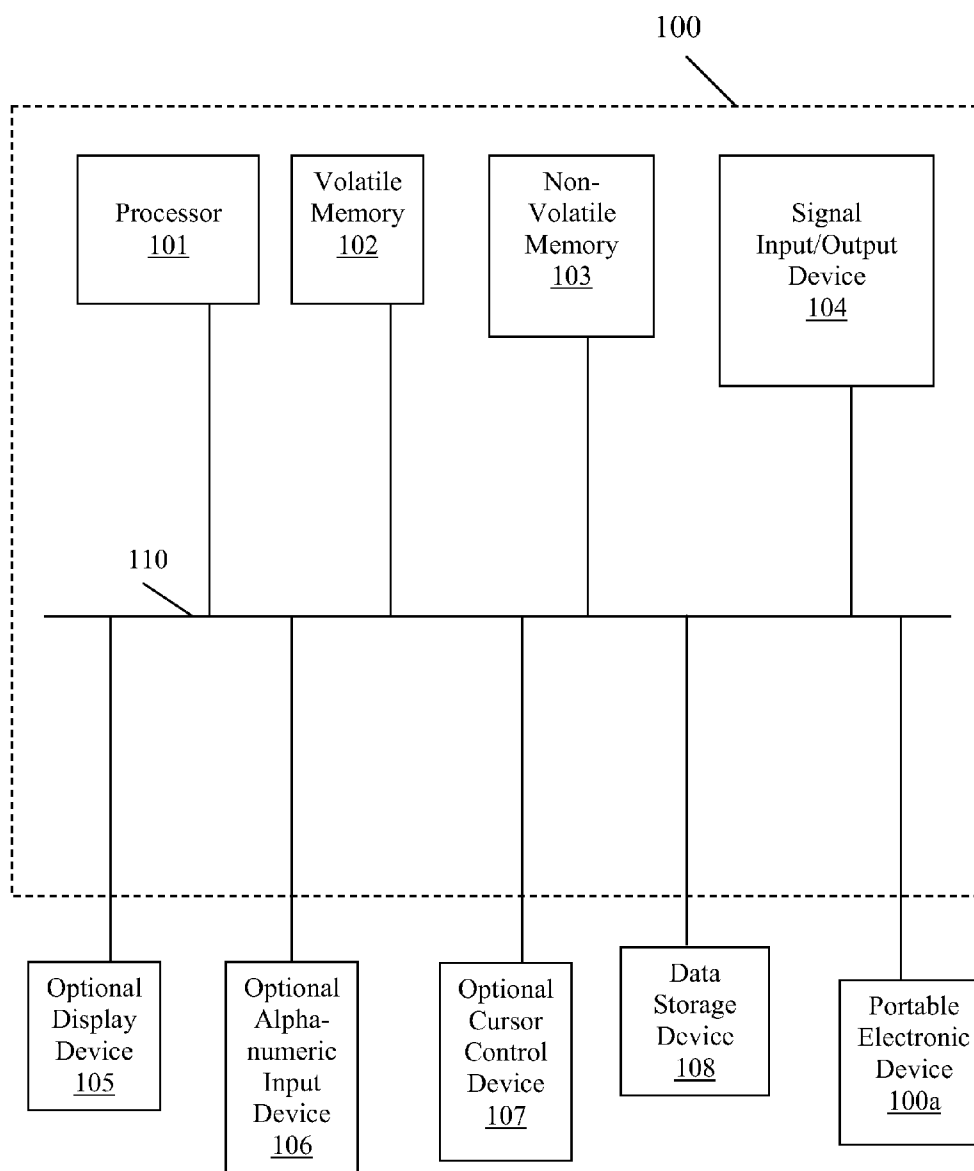 100
Processor
101
Volatile
Memory
102
Non-
Volatile
Memory
103
Signal
Input/Output
Device
104
110
Optional
Display
Device
105
Optional
Alpha-
numeric
Input
Device
106
Optional
Cursor
Control
Device
107
Data
Storage
Device
108
Portable
Electronic
Device
100a